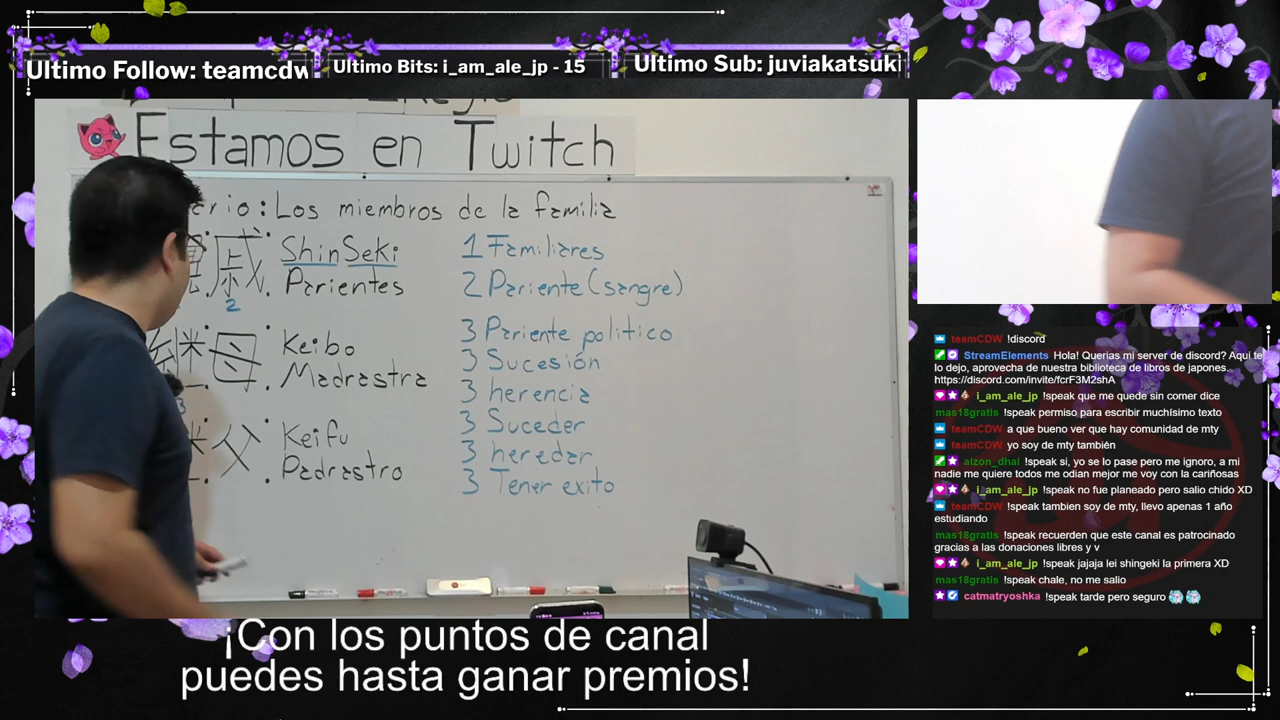 Ultimo Follow: teamcdw
Ultimo Bits: i_am_ale_jp - 15
Ultimo Sub: juviakatsuki
Estamos en Twitch
erio: Los miembros de la familia
戚 ShinSeki
Parientes
2
1 Familiares
2 Pariente (sangre)
母 Keibo
Madrastra
父 Keifu
Padrastro
3 Pariente politico
3 Sucesión
3 herencia
3 Suceder
3 heredar
3 Tener exito
teamCDW !discord
StreamElements Hola! Querias mi server de discord? Aqui te
lo dejo, aprovecha de nuestra biblioteca de libros de japones.
https://discord.com/invite/fcrF3M2shA
i_am_ale_jp !speak que me quede sin comer dice
mas18gratis !speak permiso para escribir muchísimo texto
teamCDW a que bueno ver que hay comunidad de mty
teamCDW yo soy de mty también
a!zon_dhal !speak si, yo se lo pase pero me ignoro, a mi
nadie me quiere todos me odian mejor me voy con la cariñosas
i_am_ale_jp !speak no fue planeado pero salio chido XD
teamCDW !speak tambien soy de mty, llevo apenas 1 año
estudiando
mas18gratis !speak recuerden que este canal es patrocinado
gracias a las donaciones libres y v
i_am_ale_jp !speak jajaja lei shingeki la primera XD
mas18gratis !speak chale, no me salio
catmatryoshka !speak tarde pero seguro
¡Con los puntos de canal
puedes hasta ganar premios!